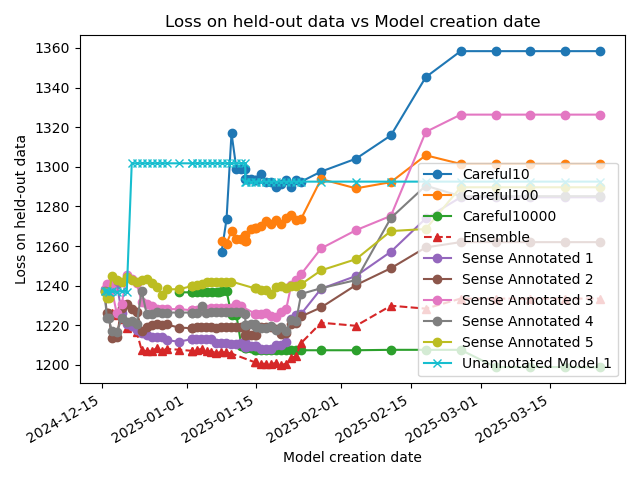 Loss on held-out data vs Model creation date
1360
1340
1320
1300
1280
1260
1240
1220
1200
Loss on held-out data
Careful10
Careful100
Careful10000
Ensemble
Sense Annotated 1
Sense Annotated 2
Sense Annotated 3
Sense Annotated 4
Sense Annotated 5
Unannotated Model 1
2024-12-15
2025-01-01
2025-01-15
2025-02-01
2025-02-15
2025-03-01
2025-03-15
Model creation date